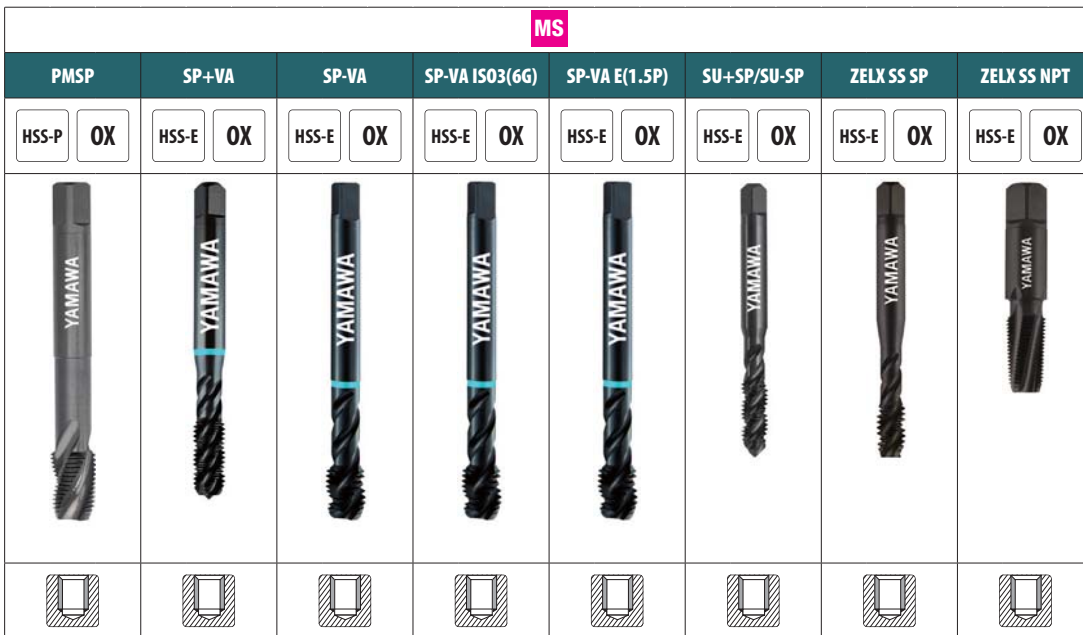 MS
PMSP SP+VA SP-VA SP-VA ISO3(6G) SP-VA E(1.5P) SU+SP/SU-SP ZELX SS SP ZELX SS NPT
HSS-P OX HSS-E OX HSS-E OX HSS-E OX HSS-E OX HSS-E OX HSS-E OX HSS-E OX
YAMAWA YAMAWA YAMAWA YAMAWA YAMAWA YAMAWA YAMAWA YAMAWA